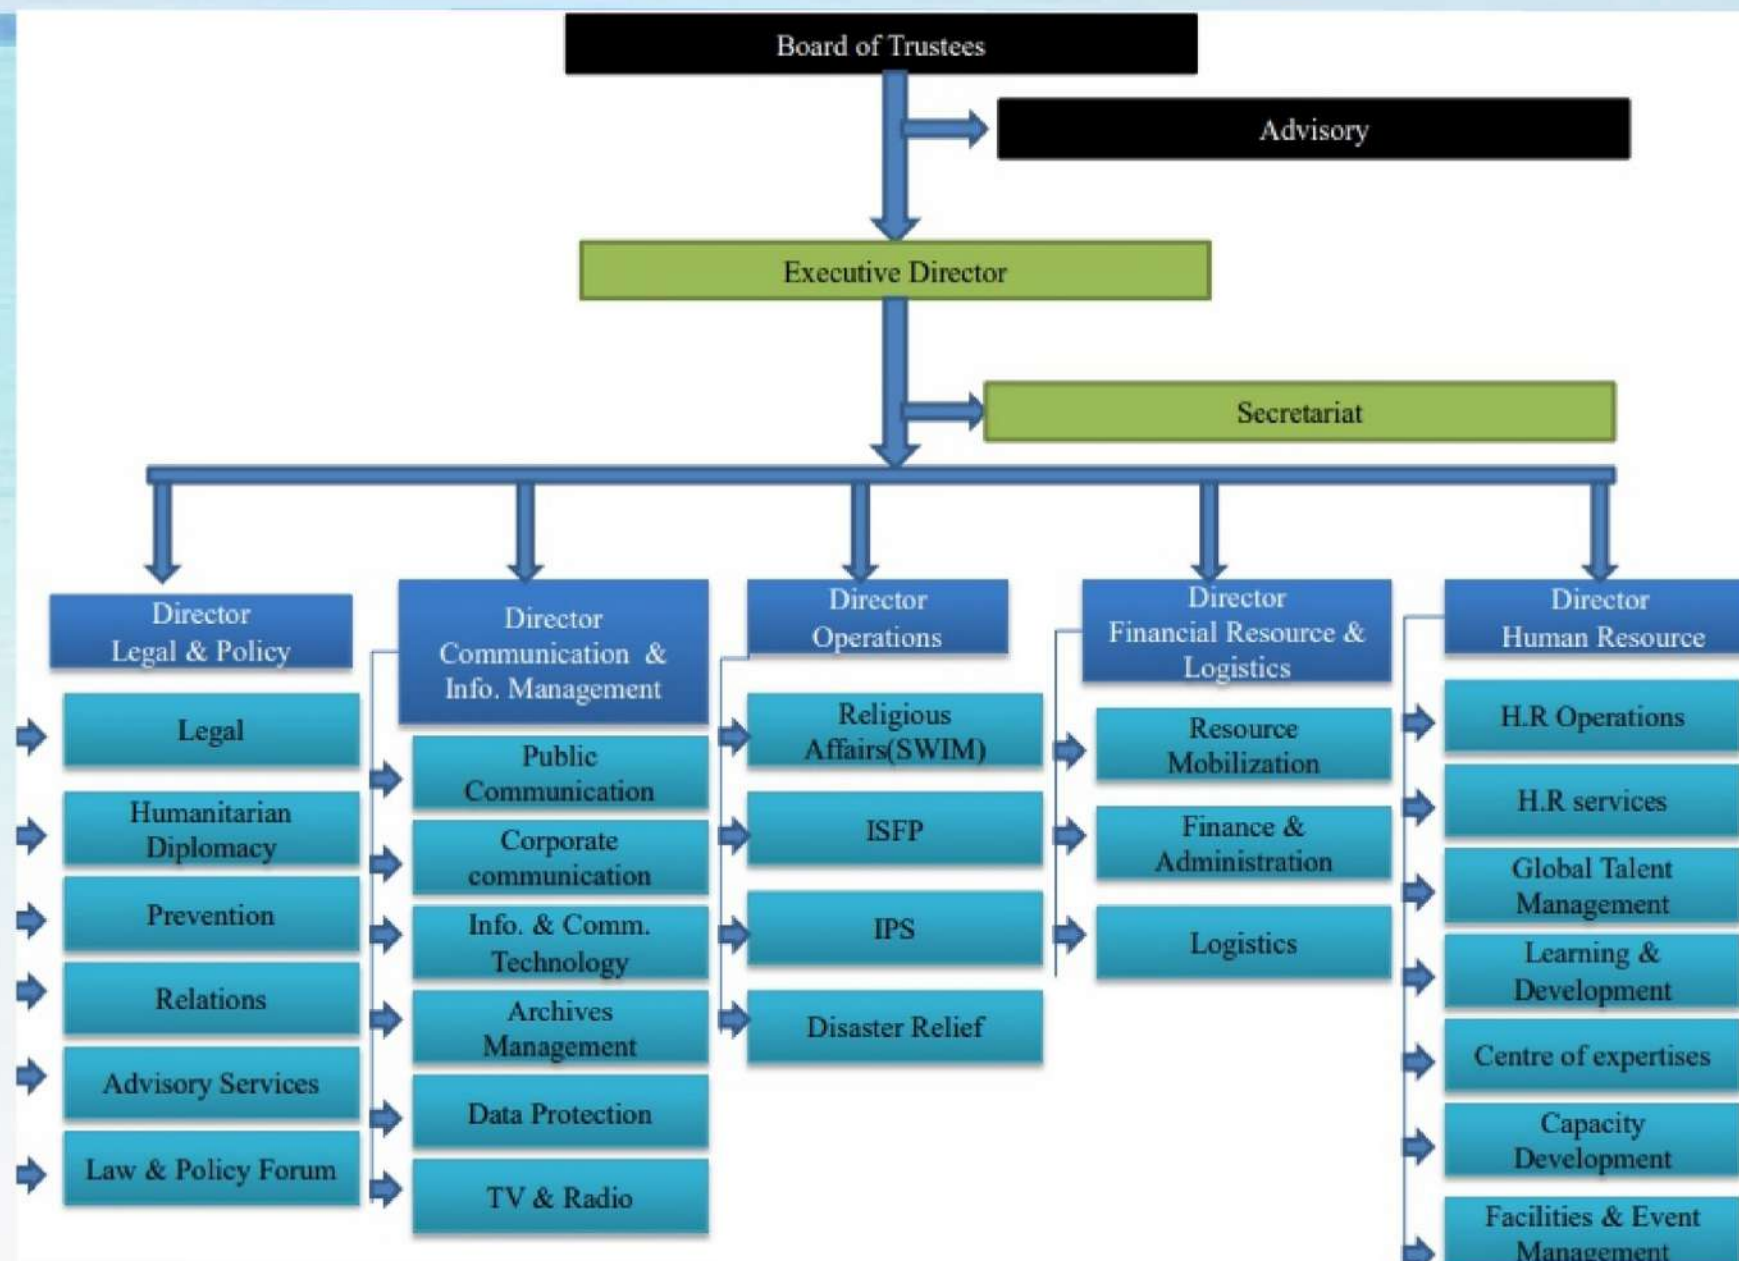 Board of Trustees
Advisory
Executive Director
Secretariat
Director
Legal & Policy
Legal
Humanitarian
Diplomacy
Prevention
Relations
Advisory Services
Law & Policy Forum
Director
Communication &
Info. Management
Public
Communication
Corporate
communication
Info. & Comm.
Technology
Archives
Management
Data Protection
TV & Radio
Director
Operations
Religious
Affairs(SWIM)
ISFP
IPS
Disaster Relief
Director
Financial Resource &
Logistics
Resource
Mobilization
Finance &
Administration
Logistics
Director
Human Resource
H.R Operations
H.R services
Global Talent
Management
Learning &
Development
Centre of expertises
Capacity
Development
Facilities & Event
Management